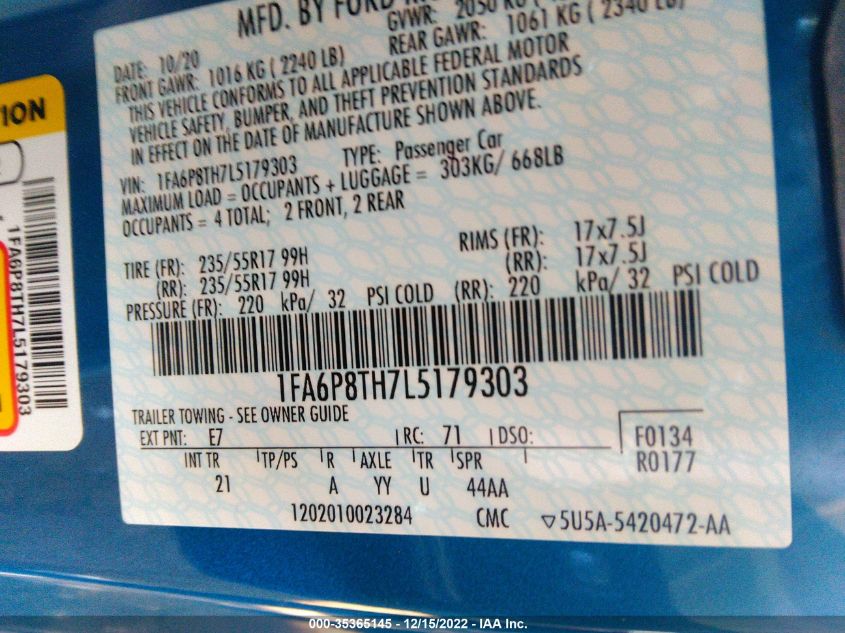 MFD. BY FORD
GVWR: 2050 KG
DATE: 10/20
FRONT GAWR: 1016 KG ( 2240 LB)
REAR GAWR: 1061 KG ( 2340 LB)
THIS VEHICLE CONFORMS TO ALL APPLICABLE FEDERAL MOTOR
VEHICLE SAFETY, BUMPER, AND THEFT PREVENTION STANDARDS
IN EFFECT ON THE DATE OF MANUFACTURE SHOWN ABOVE.
VIN: 1FA6P8TH7L5179303 TYPE: Passenger Car
MAXIMUM LOAD = OCCUPANTS + LUGGAGE = 303KG/ 668LB
OCCUPANTS = 4 TOTAL; 2 FRONT, 2 REAR
TIRE (FR): 235/55R17 99H RIMS (FR): 17x7.5J
(RR): 235/55R17 99H (RR): 17x7.5J
PRESSURE (FR): 220 kPa/ 32 PSI COLD (RR): 220 kPa/ 32 PSI COLD
1FA6P8TH7L5179303
TRAILER TOWING - SEE OWNER GUIDE
EXT PNT: E7 RC: 71 DSO: F0134
INT TR TP/PS R AXLE TR SPR R0177
21 A YY U 44AA
1202010023284 CMC ▽5U5A-5420472-AA
TION
1FA6P8TH7L5179303
000-35365145 - 12/15/2022 - IAA Inc.